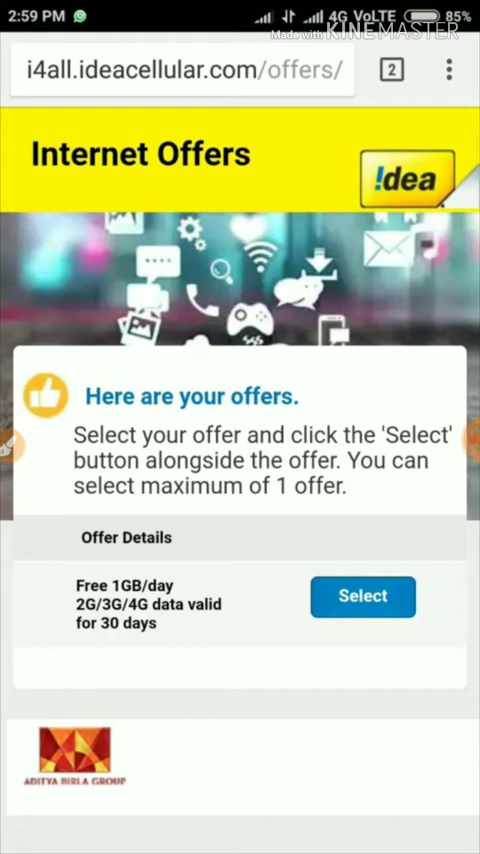 2:59 PM 4G VoLTE 85%
Made with KINEMASTER
i4all.ideacellular.com/offers/ 2
Internet Offers
!dea
Here are your offers.
Select your offer and click the 'Select'
button alongside the offer. You can
select maximum of 1 offer.
Offer Details
Free 1GB/day
2G/3G/4G data valid
for 30 days
Select
ADITYA BIRLA GROUP